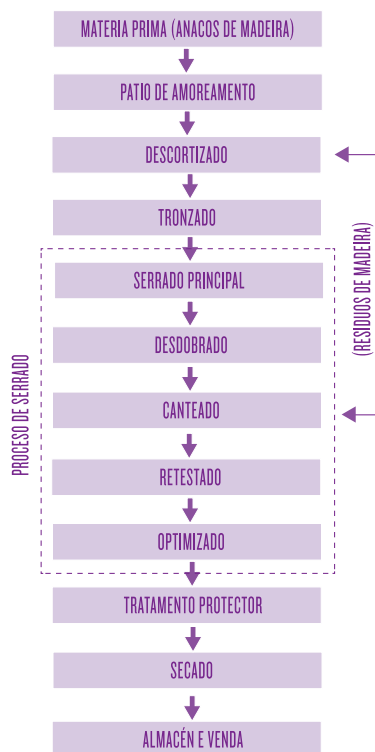 MATERIA PRIMA (ANACOS DE MADEIRA)
PATIO DE AMOREAMENTO
DESCORTIZADO
TRONZADO
(RESIDUOS DE MADEIRA)
PROCESO DE SERRADO
SERRADO PRINCIPAL
DESDOBRADO
CANTEADO
RETESTADO
OPTIMIZADO
TRATAMENTO PROTECTOR
SECADO
ALMACÉN E VENDA